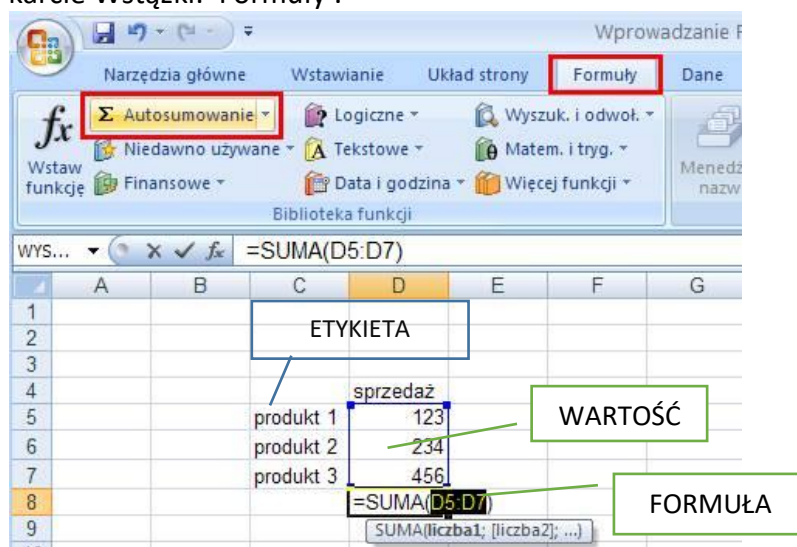 karcie Wstążki: Formuły .
Wprowadzanie F
Narzędzia główne Wstawianie Układ strony Formuły Dane
fx Wstaw funkcję
Σ Autosumowanie
Logiczne
Wyszuk. i odwoł.
Niedawno używane
Tekstowe
Matem. i tryg.
Finansowe
Data i godzina
Więcej funkcji
Biblioteka funkcji
WYS... fx =SUMA(D5:D7)
A B C D E F G
1
2 ETYKIETA
3
4 sprzedaż
5 produkt 1 123 WARTOŚĆ
6 produkt 2 234
7 produkt 3 456
8 =SUMA(D5:D7) FORMUŁA
9 SUMA(liczba1; [liczba2]; ...)